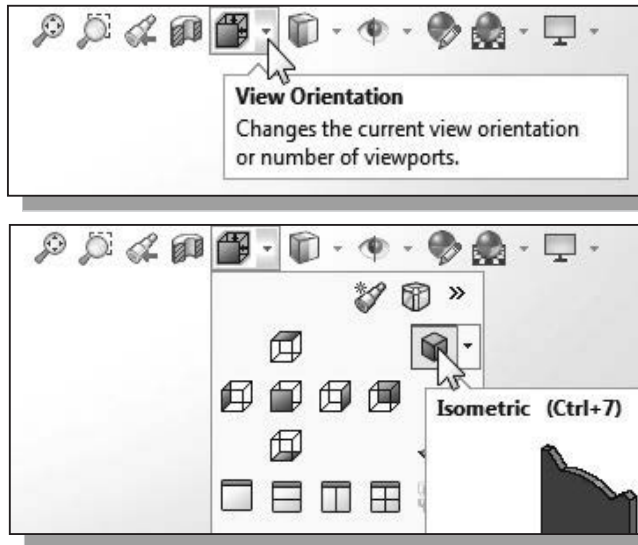 View Orientation
Changes the current view orientation
or number of viewports.
»
Isometric (Ctrl+7)